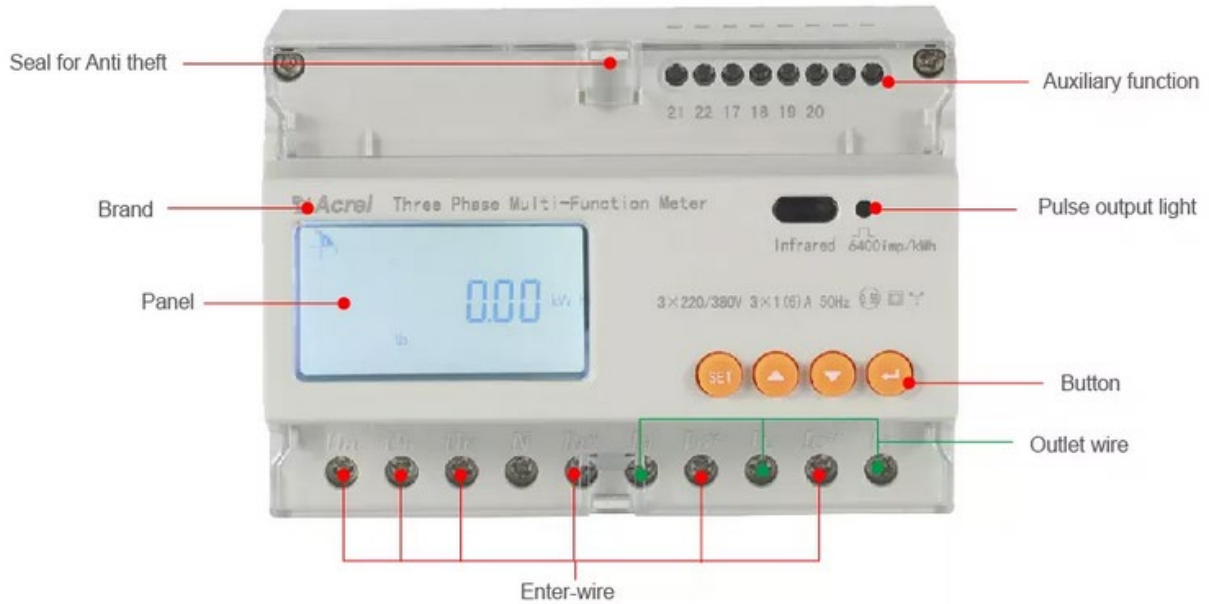 Seal for Anti theft
Auxiliary function
21 22 17 18 19 20
Brand
Acrel Three Phase Multi-Function Meter
Pulse output light
Infrared 6400imp/kWh
Panel
0.00 kWh
3×220/380V 3×1(6)A 50Hz
SET
Button
N
Outlet wire
Enter-wire